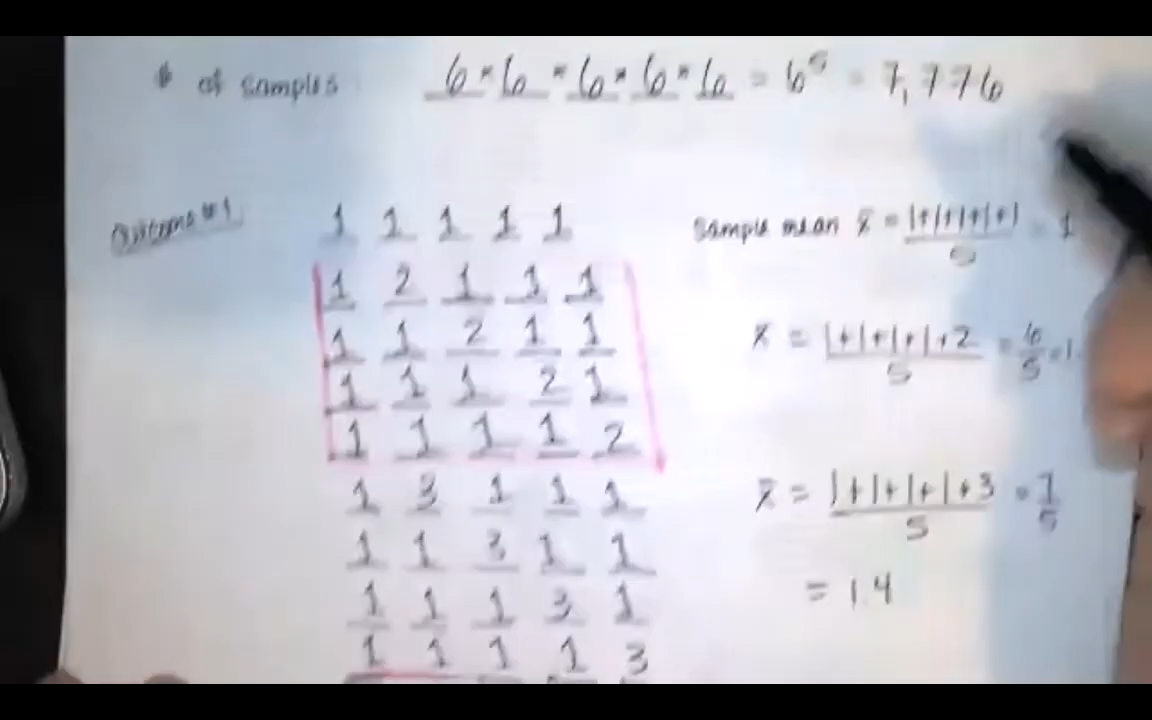 # of samples 6 * 6 * 6 * 6 * 6 = 6⁵ = 7,776
Outcome #1 1 1 1 1 1 Sample mean x̄ = 1+1+1+1+1/5 = 1
1 2 1 1 1
1 1 2 1 1 x̄ = 1+1+1+1+2/5 = 6/5 = 1.
1 1 1 2 1
1 1 1 1 2
1 3 1 1 1 x̄ = 1+1+1+1+3/5 = 7/5
1 1 3 1 1
1 1 1 3 1 = 1.4
1 1 1 1 3